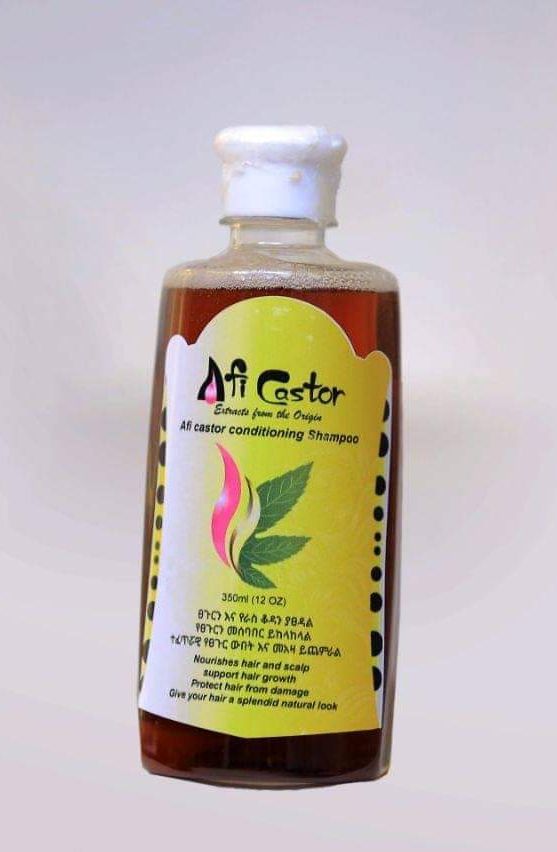 Afi Castor
Extracts from the Origin
Afi castor conditioning Shampoo
350ml (12 OZ)
ፀጉርን እና የራስ ቆዳን ያፀዳል
የፀጉርን መሰባበር ይከላከላል
ተፈጥሯዊ የፀጉር ውበት እና መአዛ ይጨምራል
Nourishes hair and scalp
support hair growth
Protect hair from damage
Give your hair a splendid natural look